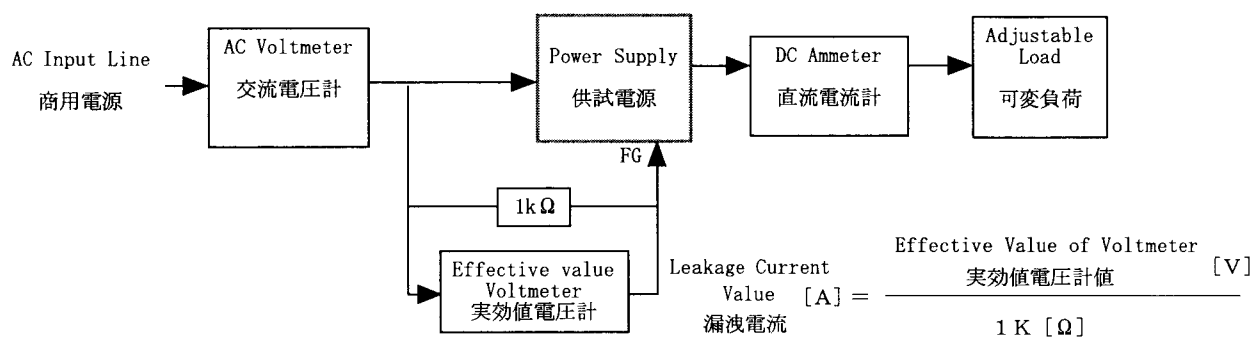 AC Input Line
商用電源
AC Voltmeter
交流電圧計
Power Supply
供試電源
DC Ammeter
直流電流計
Adjustable
Load
可変負荷
FG
1kΩ
Effective value
Voltmeter
実効値電圧計
Leakage Current
Value [A] =
漏洩電流
Effective Value of Voltmeter [V]
実効値電圧計値
1 K [Ω]